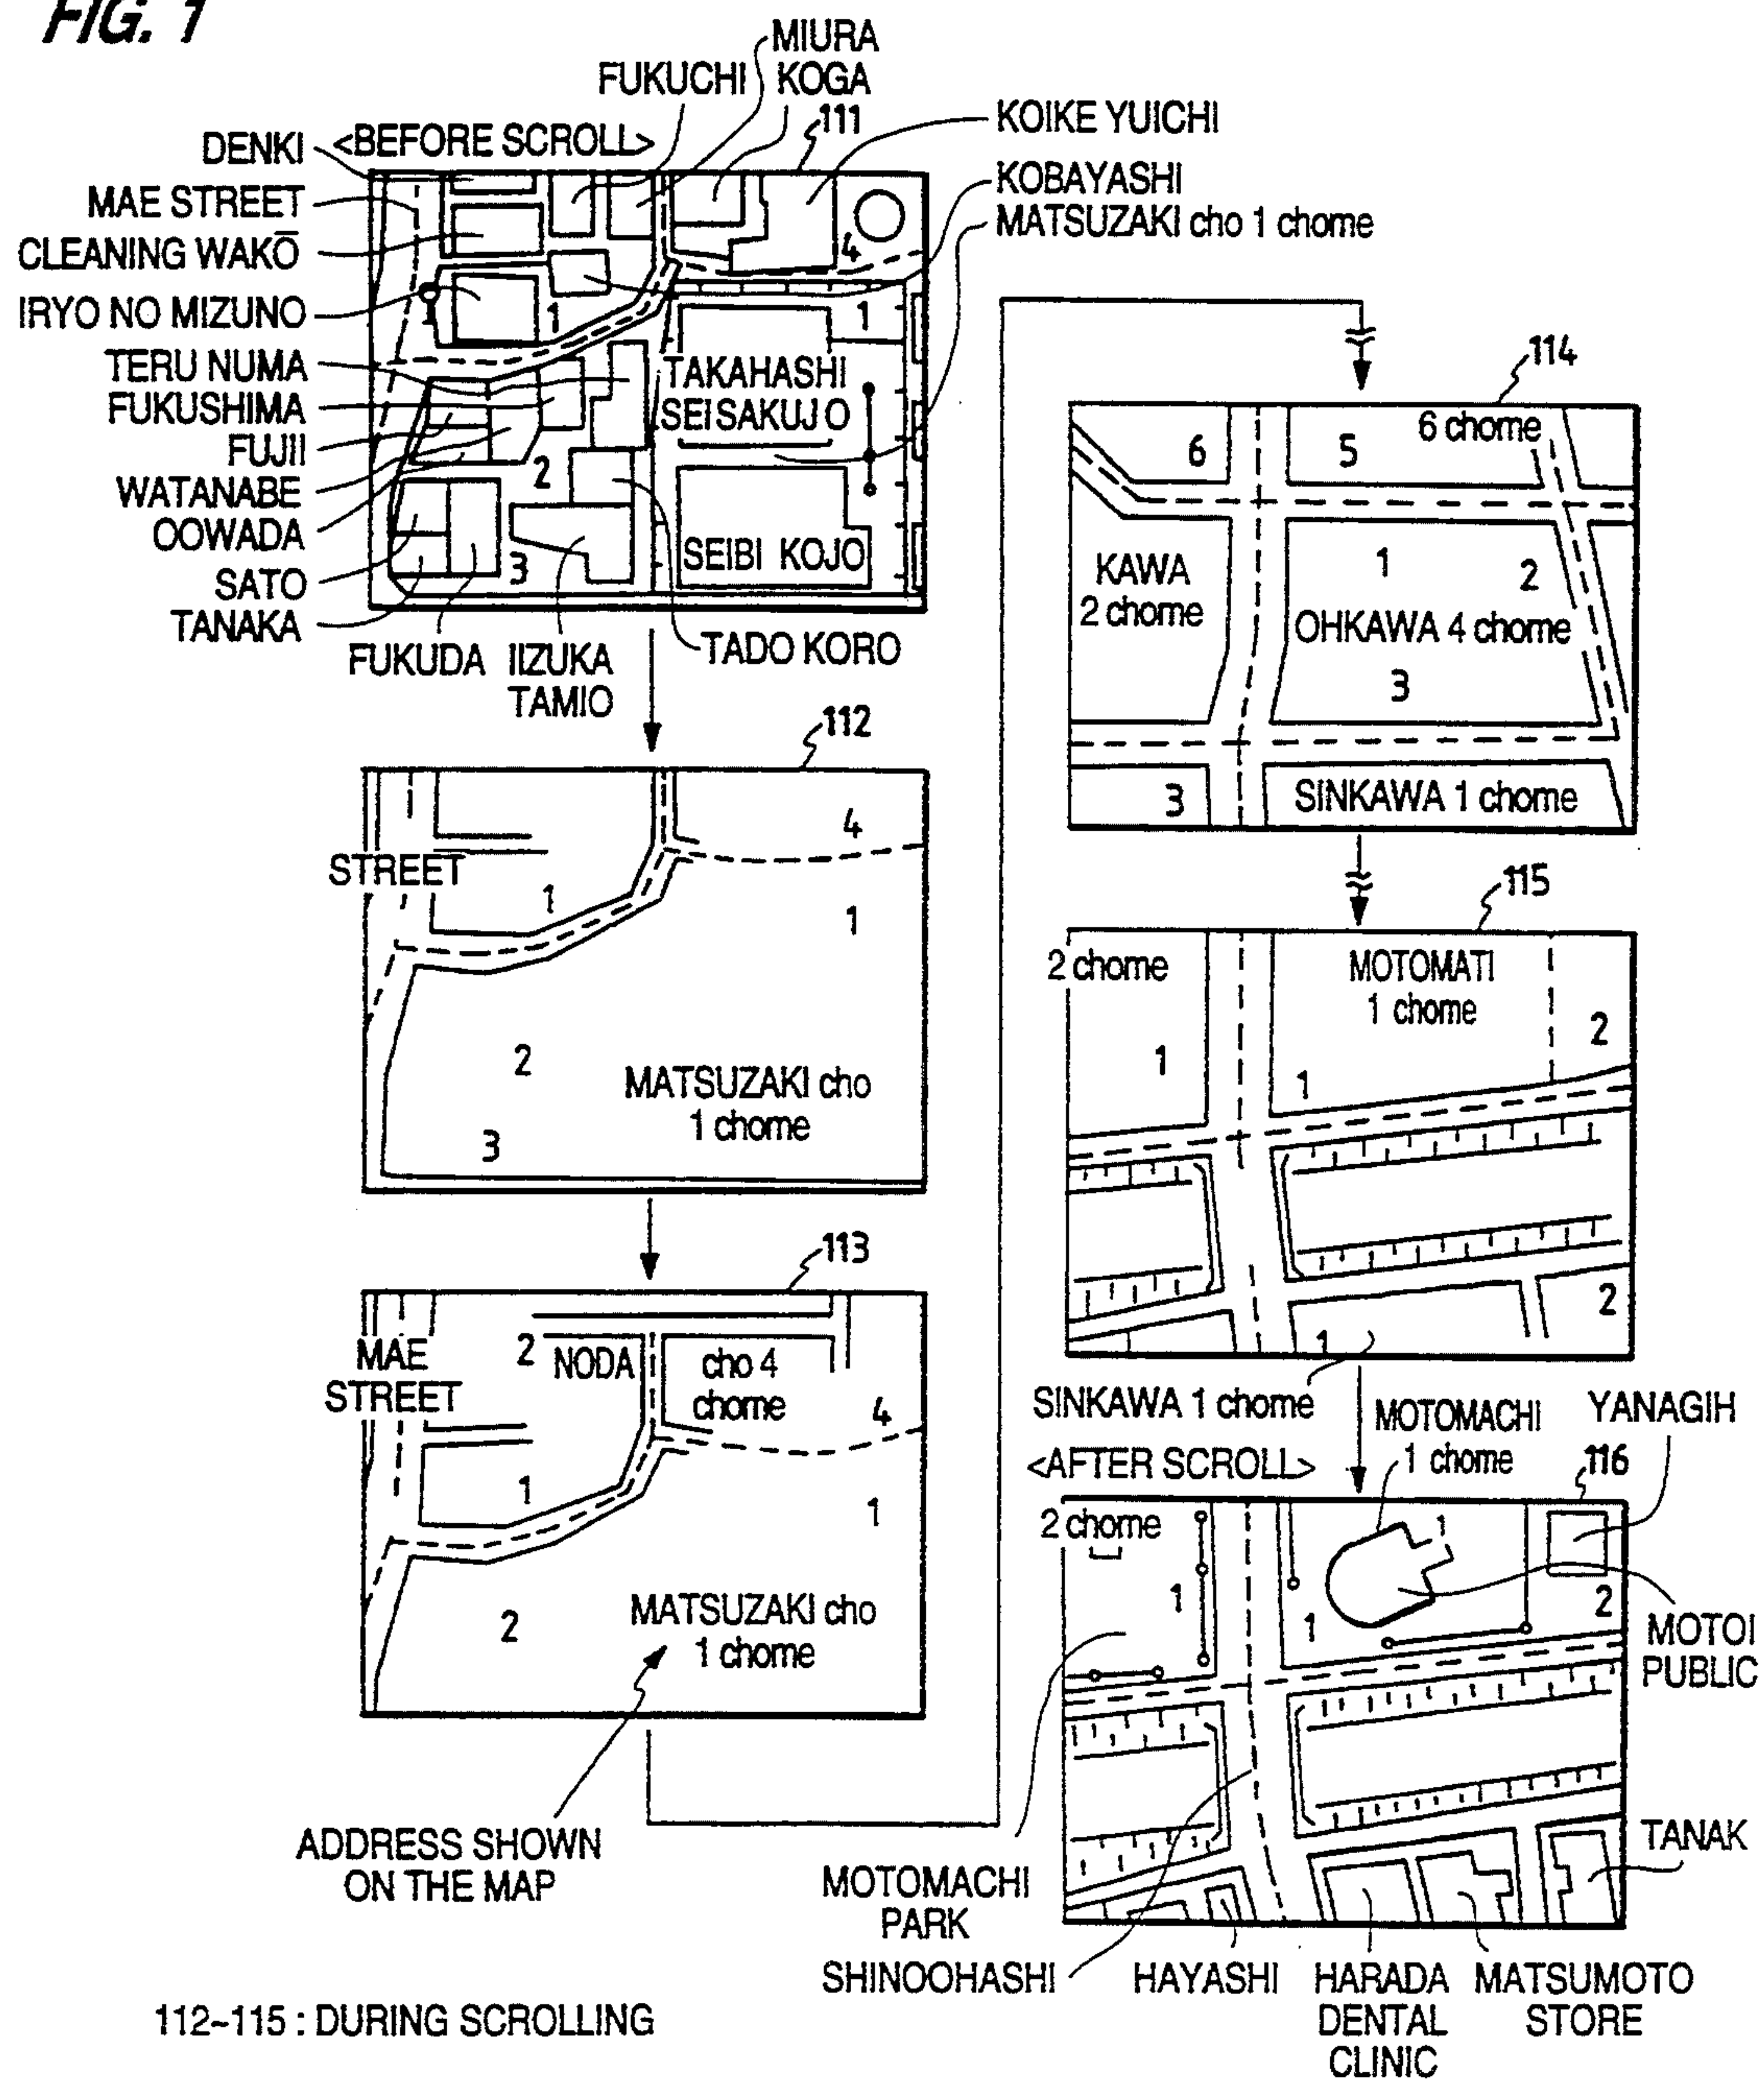 FIG. 1
MIURA
FUKUCHI
KOGA
111
KOIKE YUICHI
DENKI
<BEFORE SCROLL>
KOBAYASHI
MAE STREET
MATSUZAKI cho 1 chome
CLEANING WAKŌ
4
IRYO NO MIZUNO
1
1
TERU NUMA
TAKAHASHI
FUKUSHIMA
SEISAKUJO
FUJII
WATANABE
2
OOWADA
SEIBI KOJO
SATO
3
TANAKA
FUKUDA
IIZUKA
TAMIO
TADO KORO
112
4
STREET
1
1
2
MATSUZAKI cho
1 chome
3
113
MAE
STREET
2
NODA
cho 4
chome
4
1
1
2
MATSUZAKI cho
1 chome
ADDRESS SHOWN
ON THE MAP
114
6 chome
6
5
KAWA
2 chome
1
2
OHKAWA 4 chome
3
3
SINKAWA 1 chome
115
2 chome
MOTOMATI
1 chome
2
1
1
2
1
SINKAWA 1 chome
MOTOMACHI
1 chome
YANAGIH
<AFTER SCROLL>
116
2 chome
1
1
1
2
MOTOI
PUBLIC
TANAK
MOTOMACHI
PARK
SHINOOHASHI
HAYASHI
HARADA
DENTAL
CLINIC
MATSUMOTO
STORE
112~115 : DURING SCROLLING